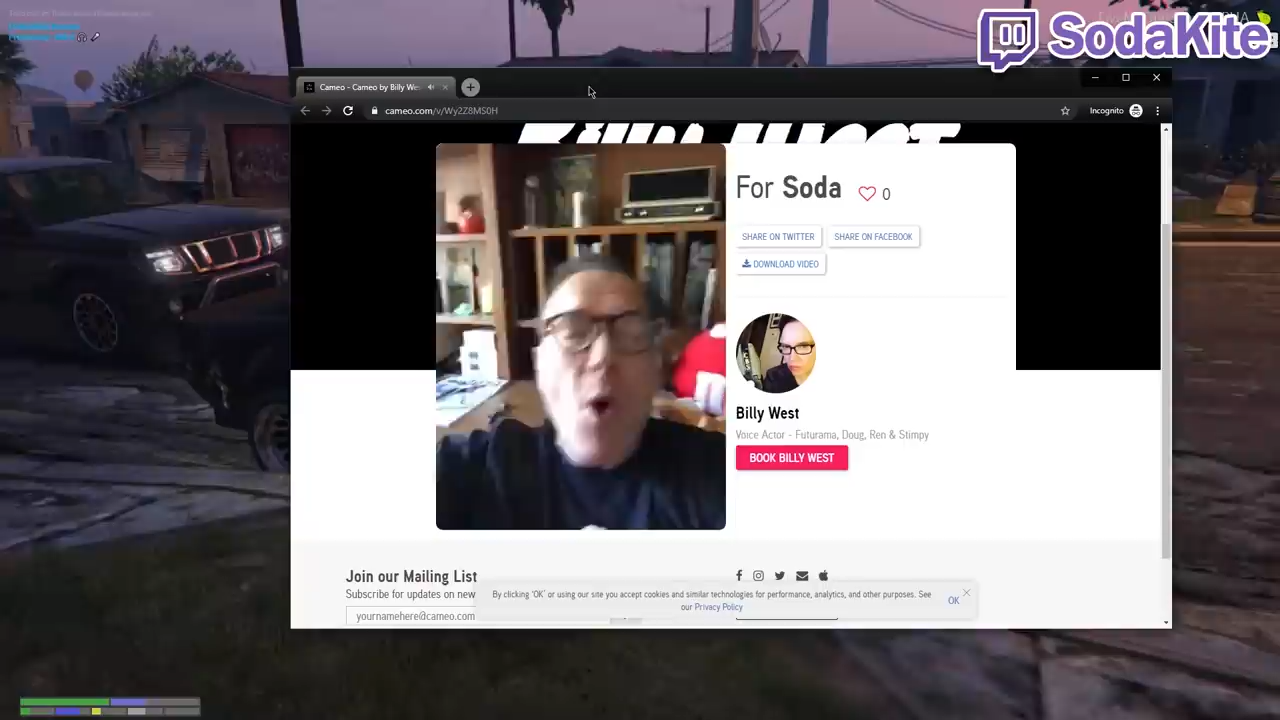 SodaKite
Cameo - Cameo by Billy Wes
cameo.com/v/Wy2Z8MS0H
Incognito
Billy West
For Soda
0
SHARE ON TWITTER
SHARE ON FACEBOOK
DOWNLOAD VIDEO
Billy West
Voice Actor - Futurama, Doug, Ren & Stimpy
BOOK BILLY WEST
Join our Mailing List
Subscribe for updates on new
By clicking 'OK' or using our site you accept cookies and similar technologies for performance, analytics, and other purposes. See
our Privacy Policy
OK
yournamehere@cameo.com